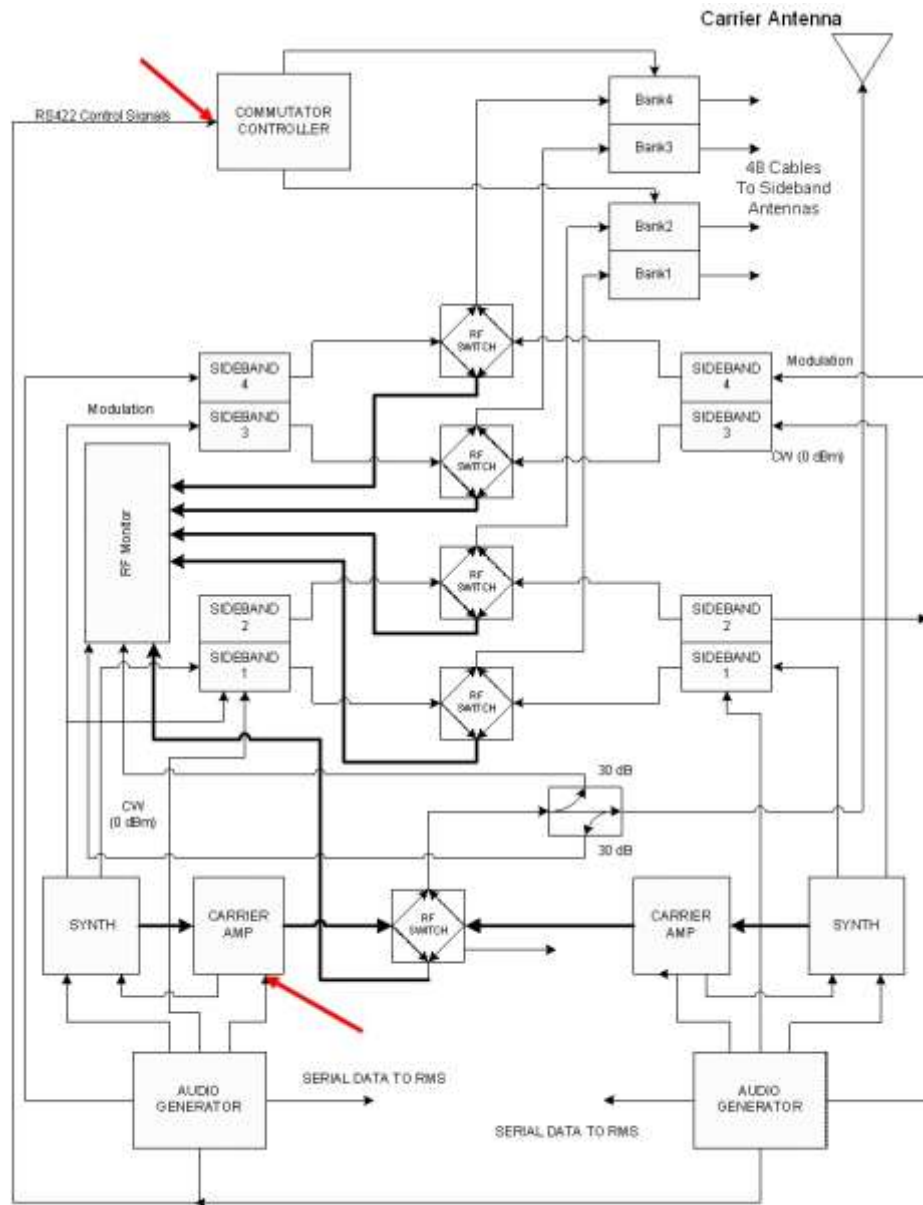 Carrier Antenna
RS422 Control Signals
COMMUTATOR
CONTROLLER
Bank4
Bank3
48 Cables
To Sideband
Antennas
Bank2
Bank1
RF
SWITCH
SIDEBAND
4
SIDEBAND
3
Modulation
SIDEBAND
4
SIDEBAND
3
Modulation
CW (0 dBm)
RF
SWITCH
RF Monitor
RF
SWITCH
SIDEBAND
2
SIDEBAND
1
SIDEBAND
2
SIDEBAND
1
RF
SWITCH
30 dB
30 dB
CW
(0 dBm)
SYNTH
CARRIER
AMP
RF
SWITCH
CARRIER
AMP
SYNTH
AUDIO
GENERATOR
SERIAL DATA TO RMS
SERIAL DATA TO RMS
AUDIO
GENERATOR